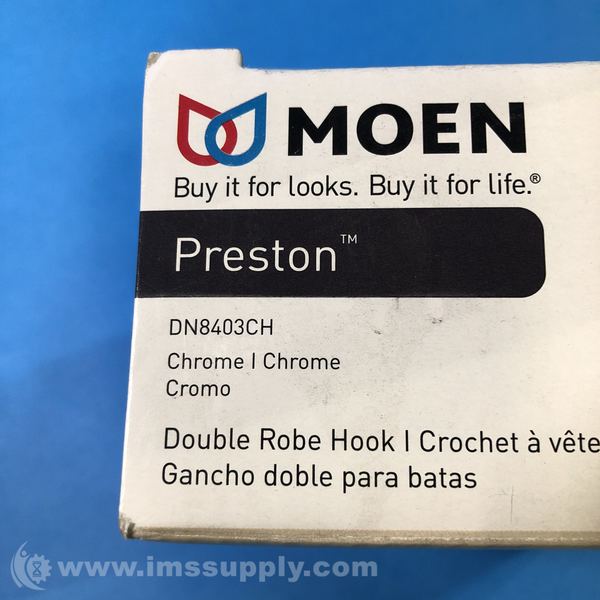 MOEN
Buy it for looks. Buy it for life.®
Preston™
DN8403CH
Chrome | Chrome
Cromo
Double Robe Hook | Crochet à vête
Gancho doble para batas
www.imssupply.com